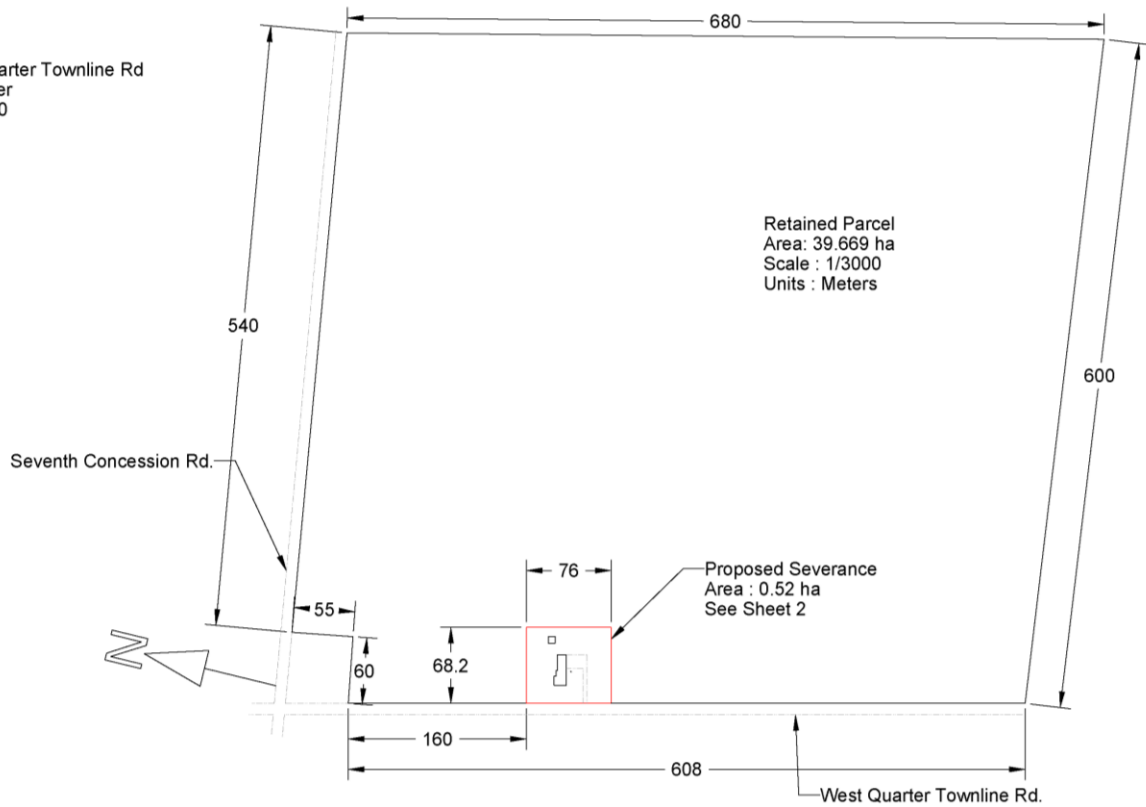 680
arter Townline Rd
er
0
Retained Parcel
Area: 39.669 ha
Scale : 1/3000
Units : Meters
540
600
Seventh Concession Rd.
76
Proposed Severance
Area : 0.52 ha
See Sheet 2
55
N
60
68.2
160
608
West Quarter Townline Rd.